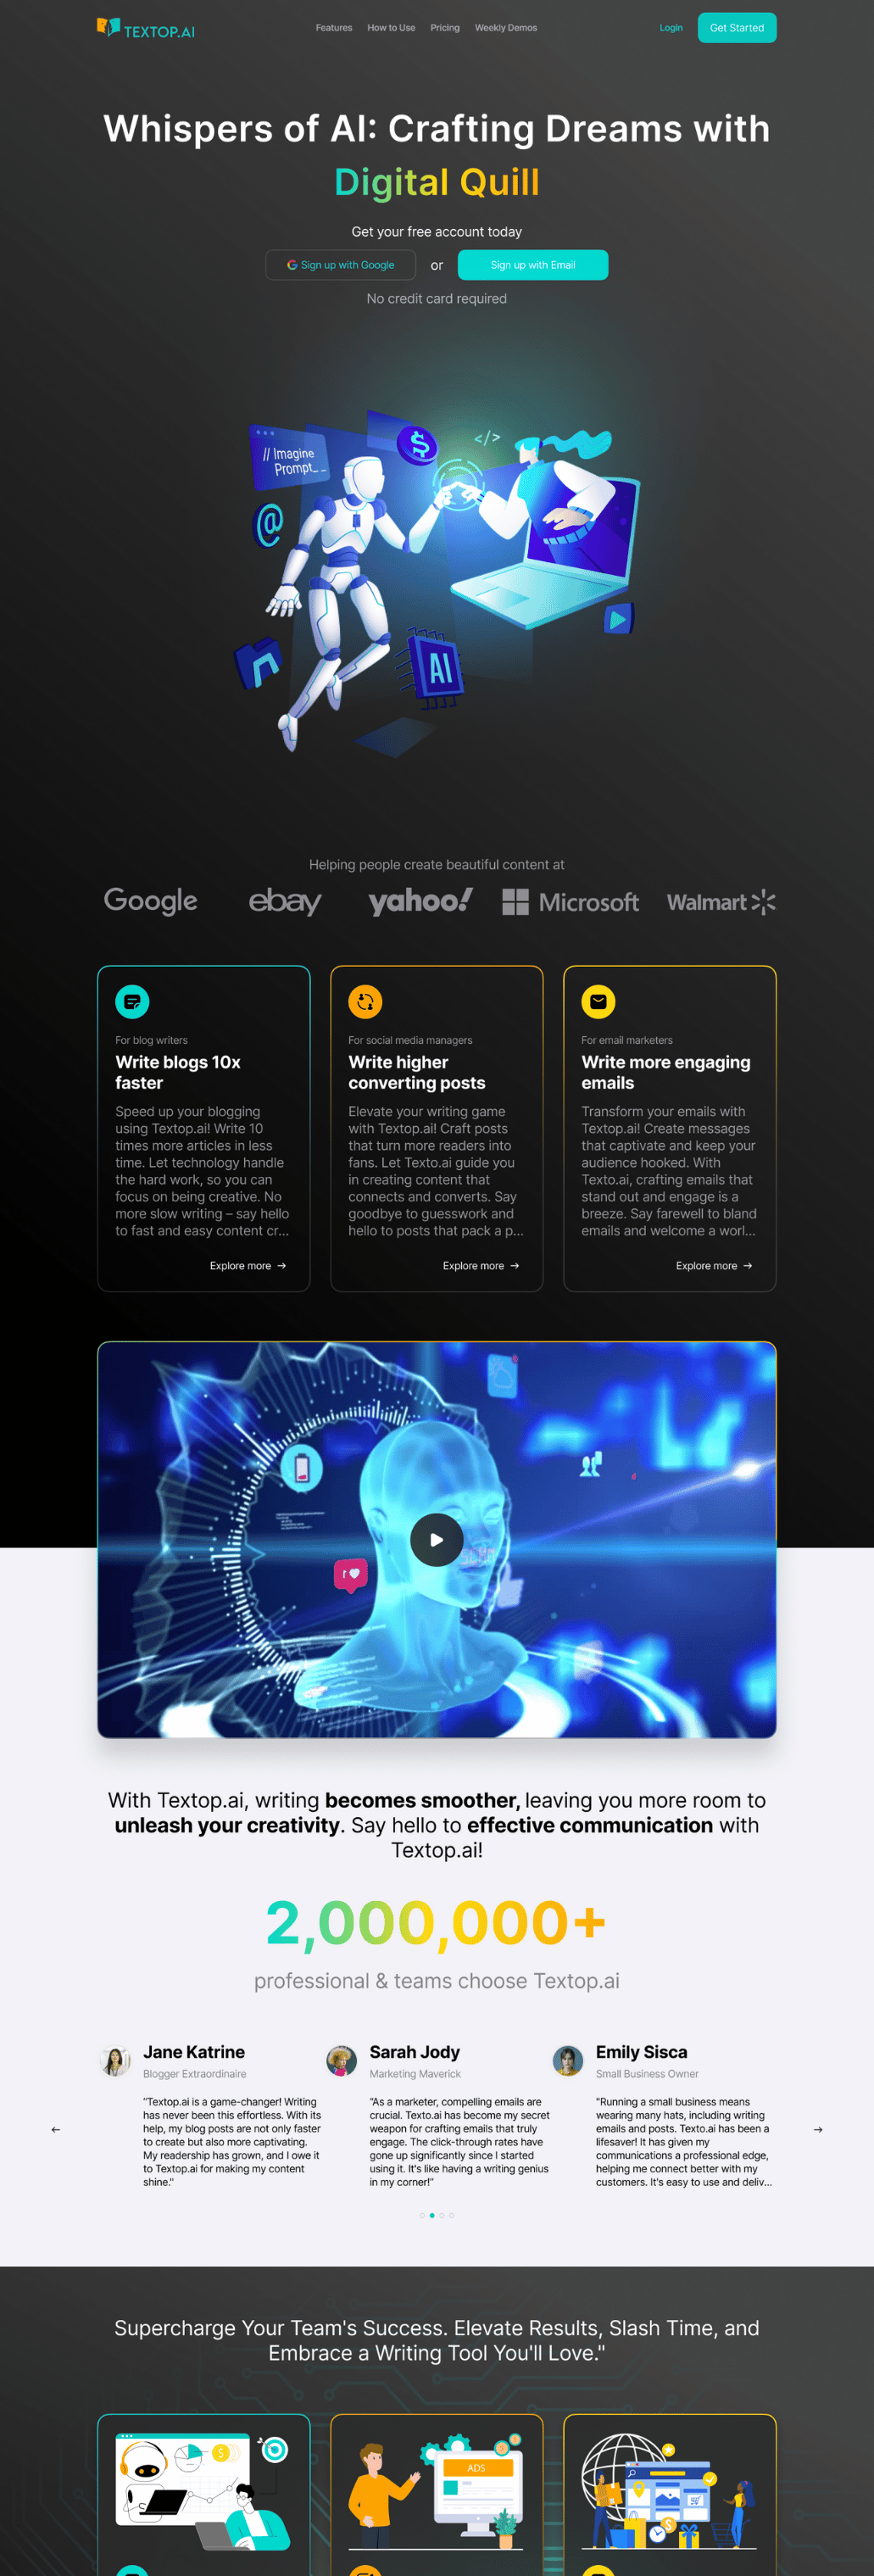 TEXTOP.AI
Features How to Use Pricing Weekly Demos
Login
Get Started
Whispers of AI: Crafting Dreams with
Digital Quill
Get your free account today
Sign up with Google
or
Sign up with Email
No credit card required
// Imagine
Prompt_ _
$
</>
@
AI
Helping people create beautiful content at
Google
ebay
yahoo!
Microsoft
Walmart
For blog writers
Write blogs 10x
faster
Speed up your blogging
using Textop.ai! Write 10
times more articles in less
time. Let technology handle
the hard work, so you can
focus on being creative. No
more slow writing – say hello
to fast and easy content cr...
Explore more →
For social media managers
Write higher
converting posts
Elevate your writing game
with Textop.ai! Craft posts
that turn more readers into
fans. Let Texto.ai guide you
in creating content that
connects and converts. Say
goodbye to guesswork and
hello to posts that pack a p...
Explore more →
For email marketers
Write more engaging
emails
Transform your emails with
Textop.ai! Create messages
that captivate and keep your
audience hooked. With
Texto.ai, crafting emails that
stand out and engage is a
breeze. Say farewell to bland
emails and welcome a worl...
Explore more →
With Textop.ai, writing becomes smoother, leaving you more room to
unleash your creativity. Say hello to effective communication with
Textop.ai!
2,000,000+
professional & teams choose Textop.ai
Jane Katrine
Blogger Extraordinaire
"Textop.ai is a game-changer! Writing
has never been this effortless. With its
help, my blog posts are not only faster
to create but also more captivating.
My readership has grown, and I owe it
to Textop.ai for making my content
shine."
Sarah Jody
Marketing Maverick
"As a marketer, compelling emails are
crucial. Texto.ai has become my secret
weapon for crafting emails that truly
engage. The click-through rates have
gone up significantly since I started
using it. It's like having a writing genius
in my corner!"
Emily Sisca
Small Business Owner
"Running a small business means
wearing many hats, including writing
emails and posts. Texto.ai has been a
lifesaver! It has given my
communications a professional edge,
helping me connect better with my
customers. It's easy to use and deliv...
Supercharge Your Team's Success. Elevate Results, Slash Time, and
Embrace a Writing Tool You'll Love."
$
ADS
$